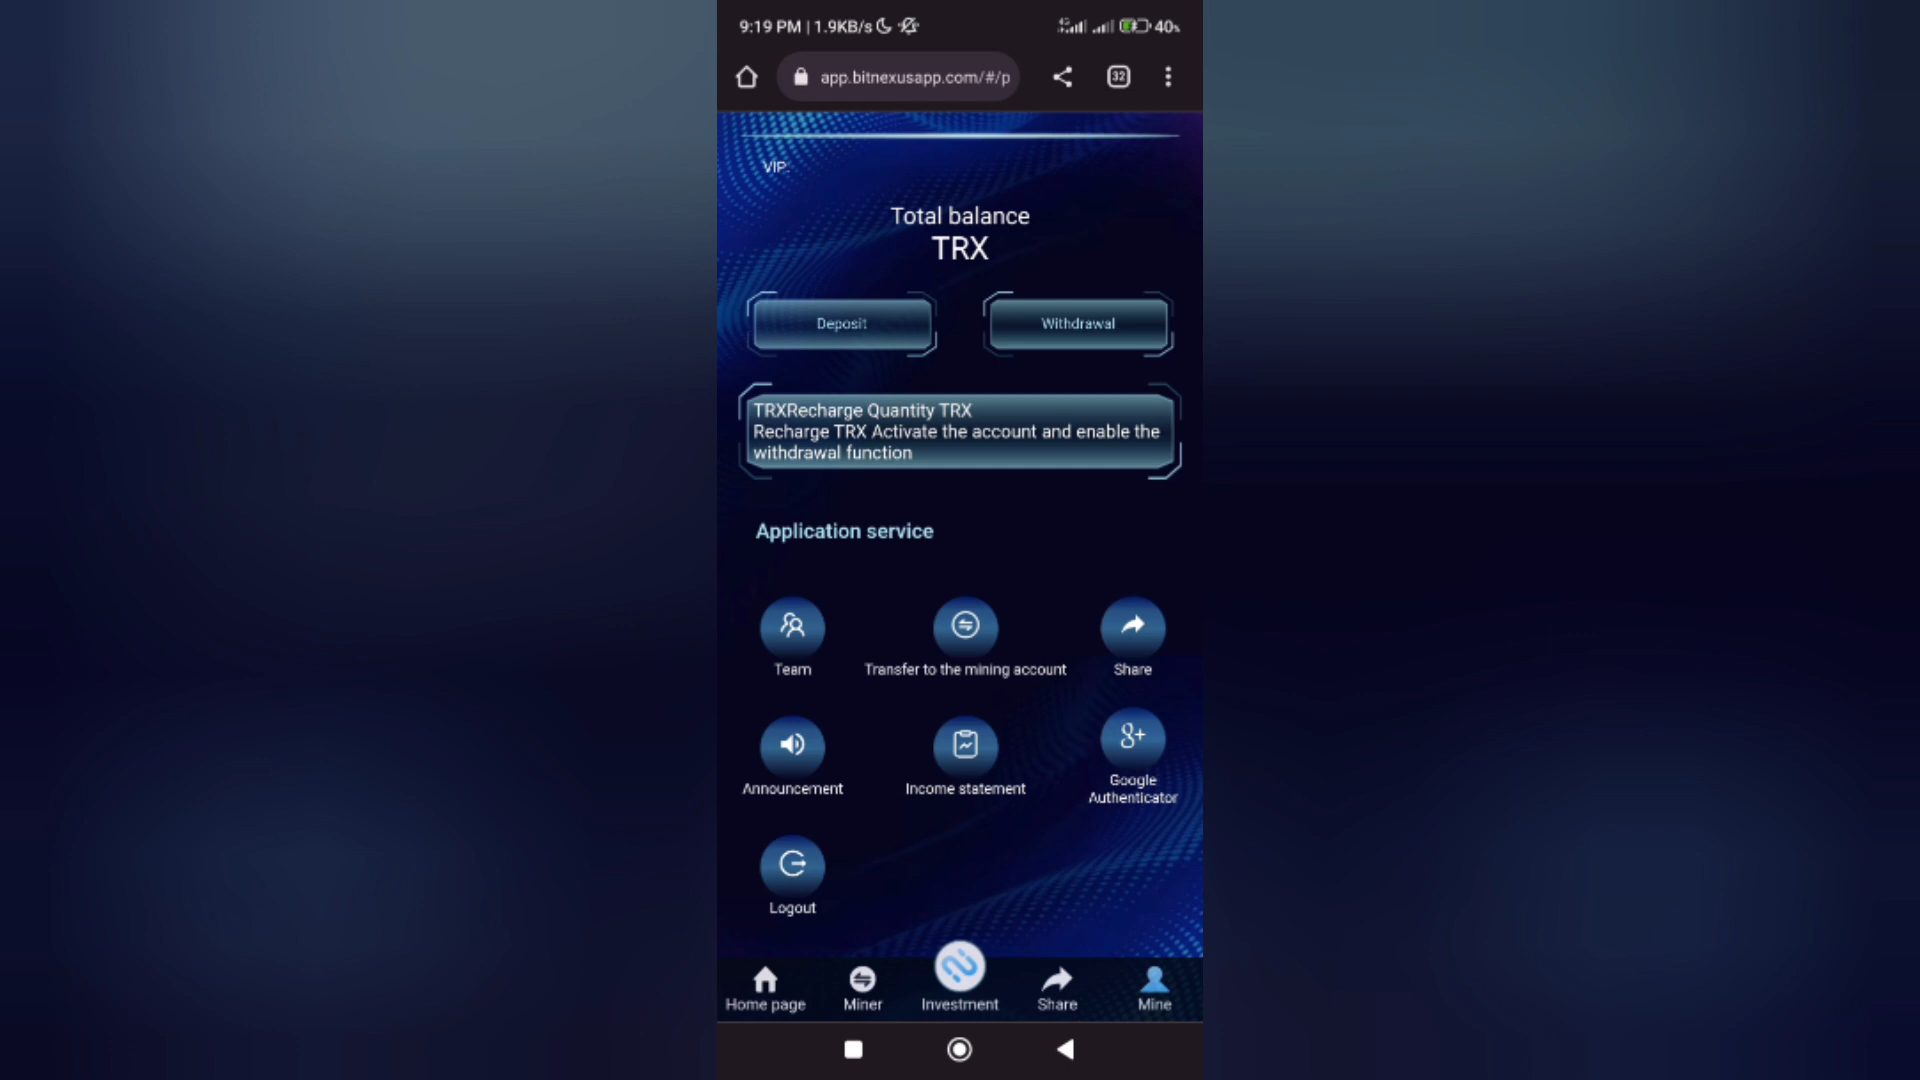 9:19 PM | 1.9KB/s 40%
app.bitnexusapp.com/#/p 32
VIP:
Total balance
TRX
Deposit Withdrawal
TRXRecharge Quantity TRX
Recharge TRX Activate the account and enable the
withdrawal function
Application service
Team Transfer to the mining account Share
Announcement Income statement Google
Authenticator
Logout
Home page Miner Investment Share Mine